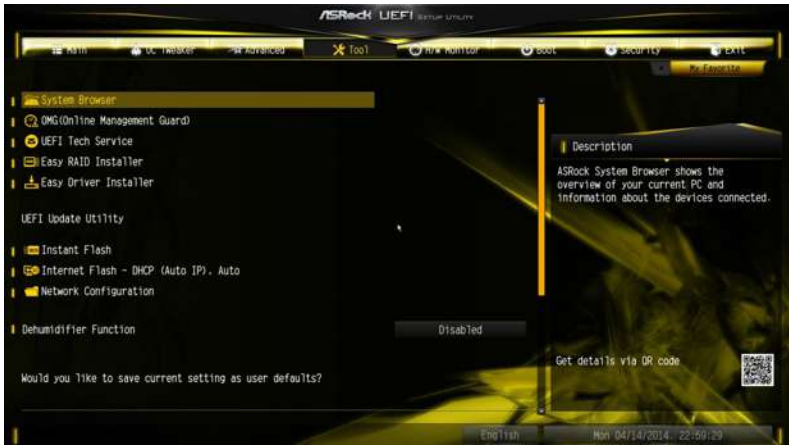 ASRock UEFI SETUP UTILITY
Main OC Tweaker Advanced Tool H/W Monitor Boot Security Exit
My Favorite
System Browser
OMG(Online Management Guard)
UEFI Tech Service
Easy RAID Installer
Easy Driver Installer
UEFI Update Utility
Instant Flash
Internet Flash - DHCP (Auto IP). Auto
Network Configuration
Dehumidifier Function Disabled
Would you like to save current setting as user defaults?
Description
ASRock System Browser shows the
overview of your current PC and
information about the devices connected.
Get details via QR code
English Mon 04/14/2014. 22:59:29